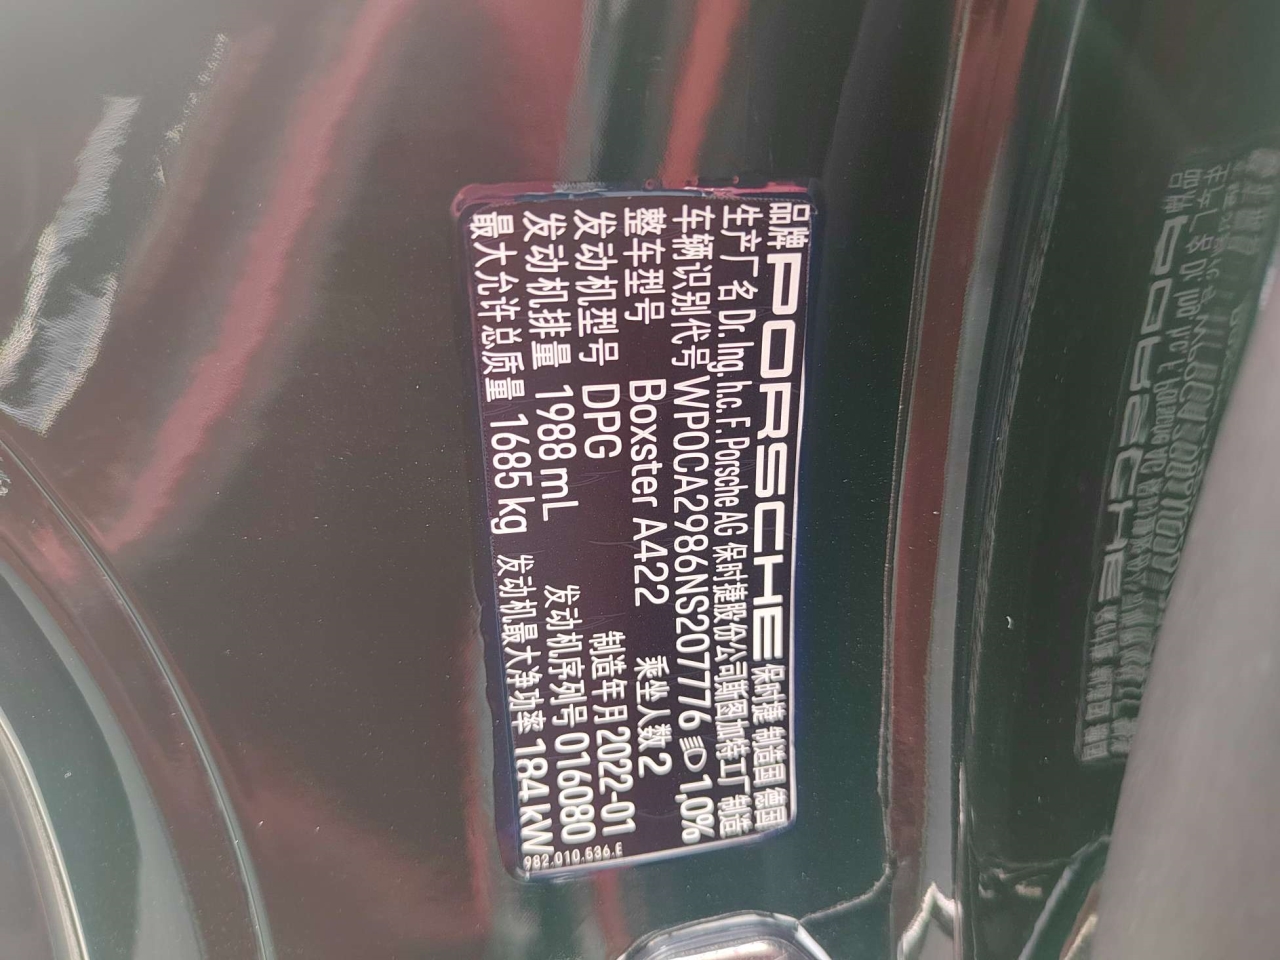 品牌 PORSCHE 保时捷 制造国 德国
生产厂名 Dr. Ing. h.c. F. Porsche AG 保时捷股份公司斯图加特工厂制造
车辆识别代号 WP0CA2986NS207776 1,0%
整车型号 Boxster A422 乘坐人数 2
发动机型号 DPG 制造年月 2022-01
发动机排量 1988 mL 发动机序列号 016080
最大允许总质量 1685 kg 发动机最大净功率 184 kW
982.010.536.E